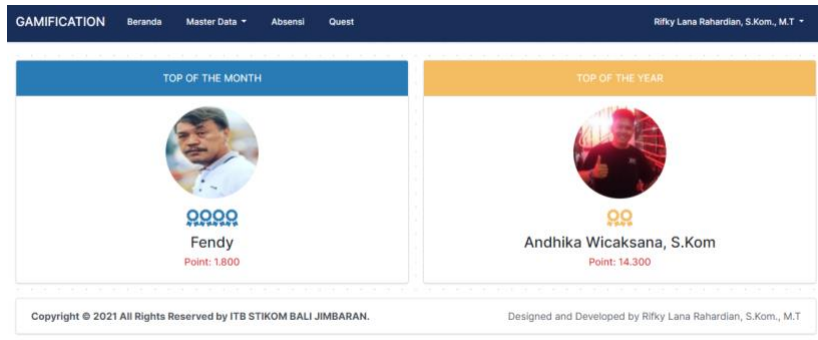 GAMIFICATION Beranda Master Data Absensi Quest Rifky Lana Rahardian, S.Kom., M.T
TOP OF THE MONTH
Fendy
Point: 1.800
TOP OF THE YEAR
Andhika Wicaksana, S.Kom
Point: 14.300
Copyright © 2021 All Rights Reserved by ITB STIKOM BALI JIMBARAN. Designed and Developed by Rifky Lana Rahardian, S.Kom., M.T